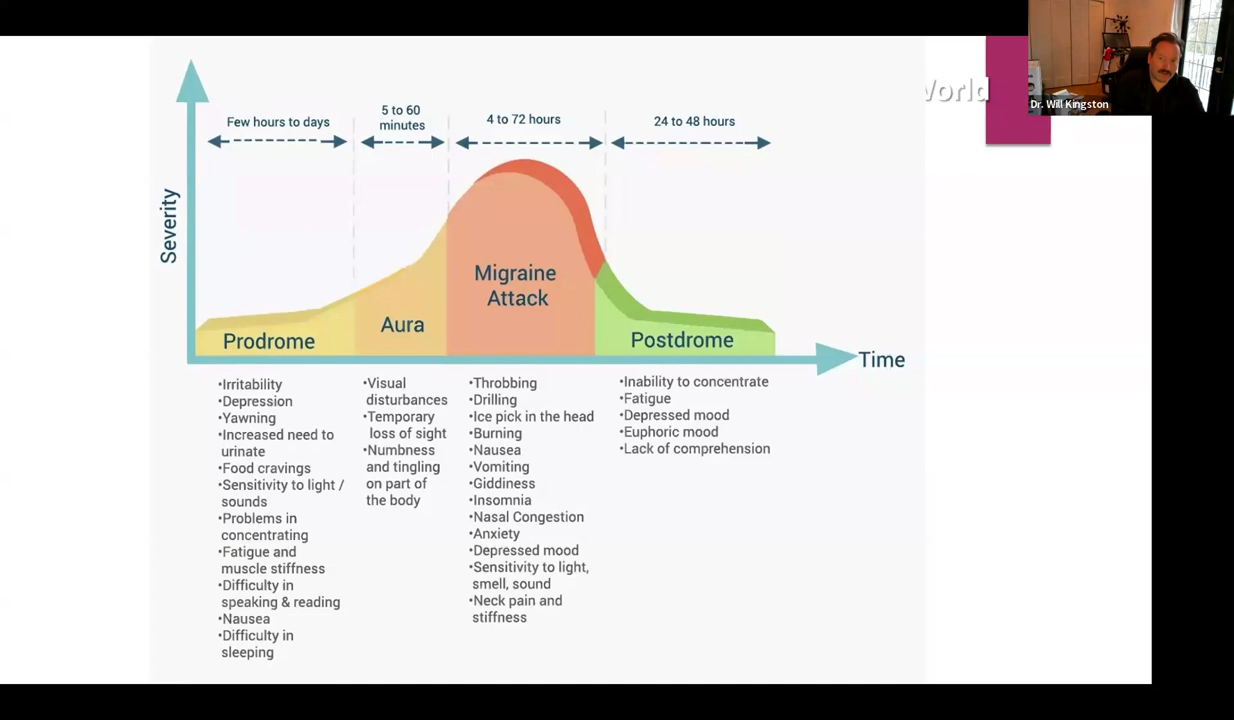 World
Dr. Will Kingston
Few hours to days
5 to 60
minutes
4 to 72 hours
24 to 48 hours
Severity
Migraine
Attack
Aura
Prodrome
Postdrome
Time
•Irritability
•Depression
•Yawning
•Increased need to
urinate
•Food cravings
•Sensitivity to light /
sounds
•Problems in
concentrating
•Fatigue and
muscle stiffness
•Difficulty in
speaking & reading
•Nausea
•Difficulty in
sleeping
•Visual
disturbances
•Temporary
loss of sight
•Numbness
and tingling
on part of
the body
•Throbbing
•Drilling
•Ice pick in the head
•Burning
•Nausea
•Vomiting
•Giddiness
•Insomnia
•Nasal Congestion
•Anxiety
•Depressed mood
•Sensitivity to light,
smell, sound
•Neck pain and
stiffness
•Inability to concentrate
•Fatigue
•Depressed mood
•Euphoric mood
•Lack of comprehension